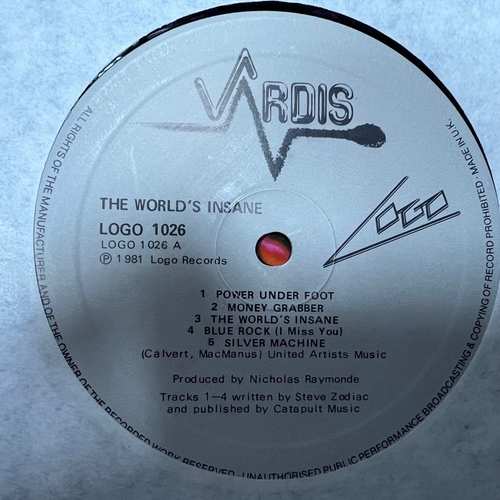 VARDIS
THE WORLD'S INSANE
LOGO 1026
LOGO 1026 A
Ⓟ 1981 Logo Records
LOGO
1 POWER UNDER FOOT
2 MONEY GRABBER
3 THE WORLD'S INSANE
4 BLUE ROCK (I Miss You)
5 SILVER MACHINE
(Calvert, MacManus) United Artists Music
Produced by Nicholas Raymonde
Tracks 1—4 written by Steve Zodiac
and published by Catapult Music
ALL RIGHTS OF THE MANUFACTURER AND OF THE OWNER OF THE RECORDED WORK RESERVED - UNAUTHORISED PUBLIC PERFORMANCE BROADCASTING & COPYING OF RECORD PROHIBITED - MADE IN U.K.